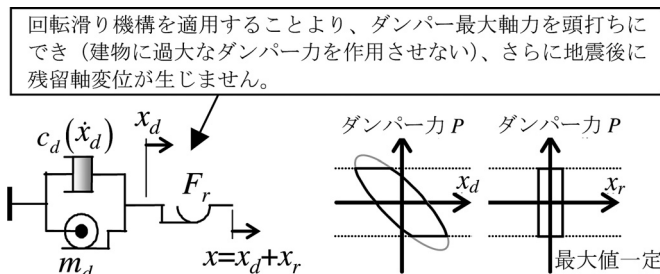 回転滑り機構を適用することより、ダンパー最大軸力を頭打ちに
でき（建物に過大なダンパー力を作用させない）、さらに地震後に
残留軸変位が生じません。
c_d(ẋ_d)
x_d
F_r
m_d
x=x_d+x_r
ダンパー力 P
x_d
ダンパー力 P
x_r
最大値一定